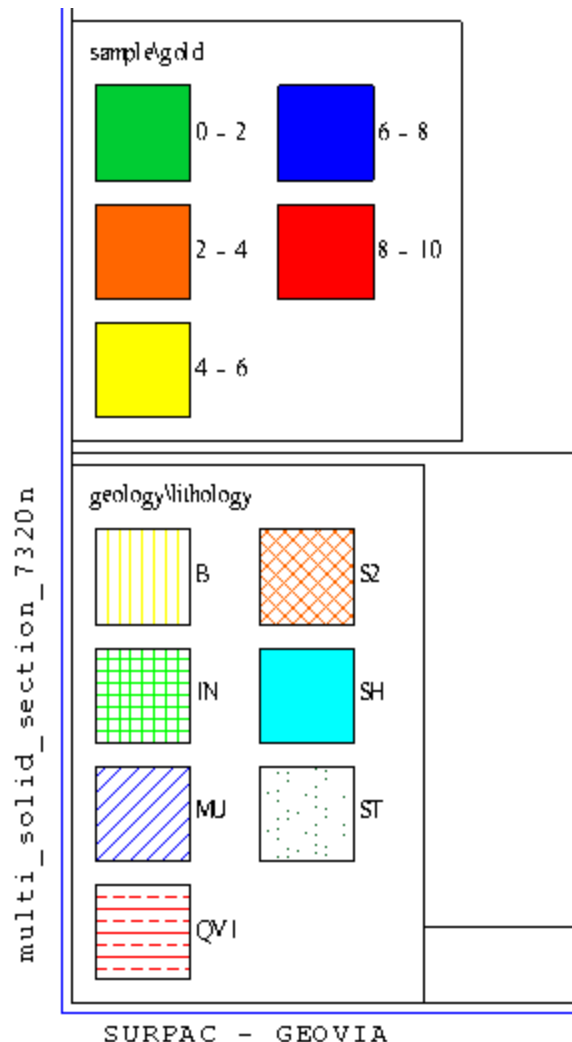 sample\gold
0 - 2
6 - 8
2 - 4
8 - 10
4 - 6
geology\lithology
B
S2
IN
SH
MU
ST
QV1
multi_solid_section_7320n
SURPAC - GEOVIA